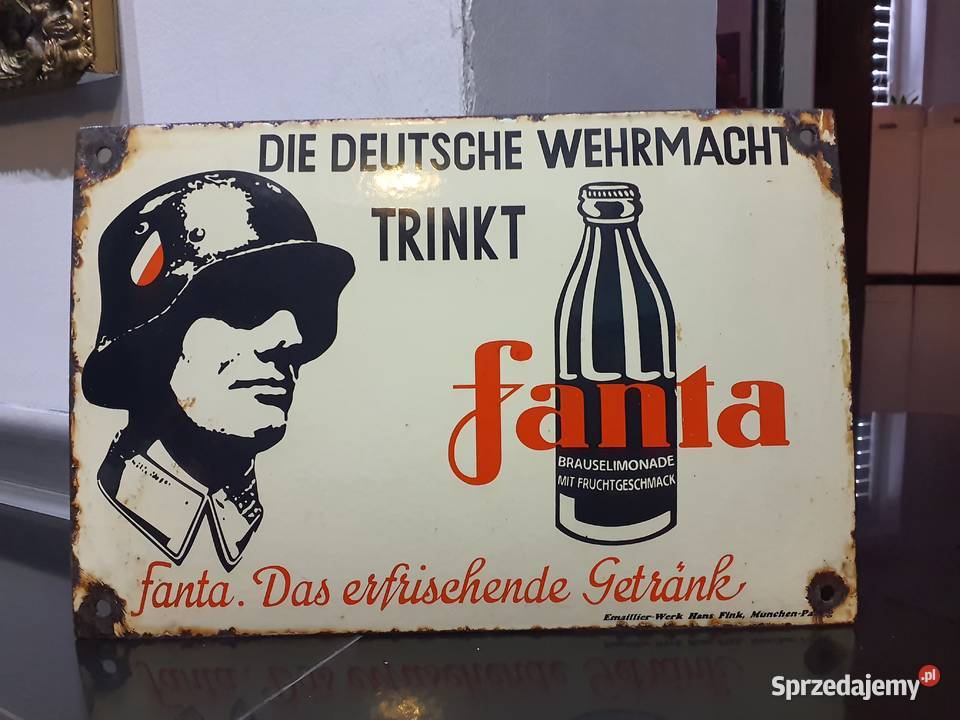 DIE DEUTSCHE WEHRMACHT
TRINKT
fanta
BRAUSELIMONADE
MIT FRUCHTGESCHMACK
fanta. Das erfrischende Getränk
Emaillier-Werk Hans Fink, München-
Sprzedajemy.pl